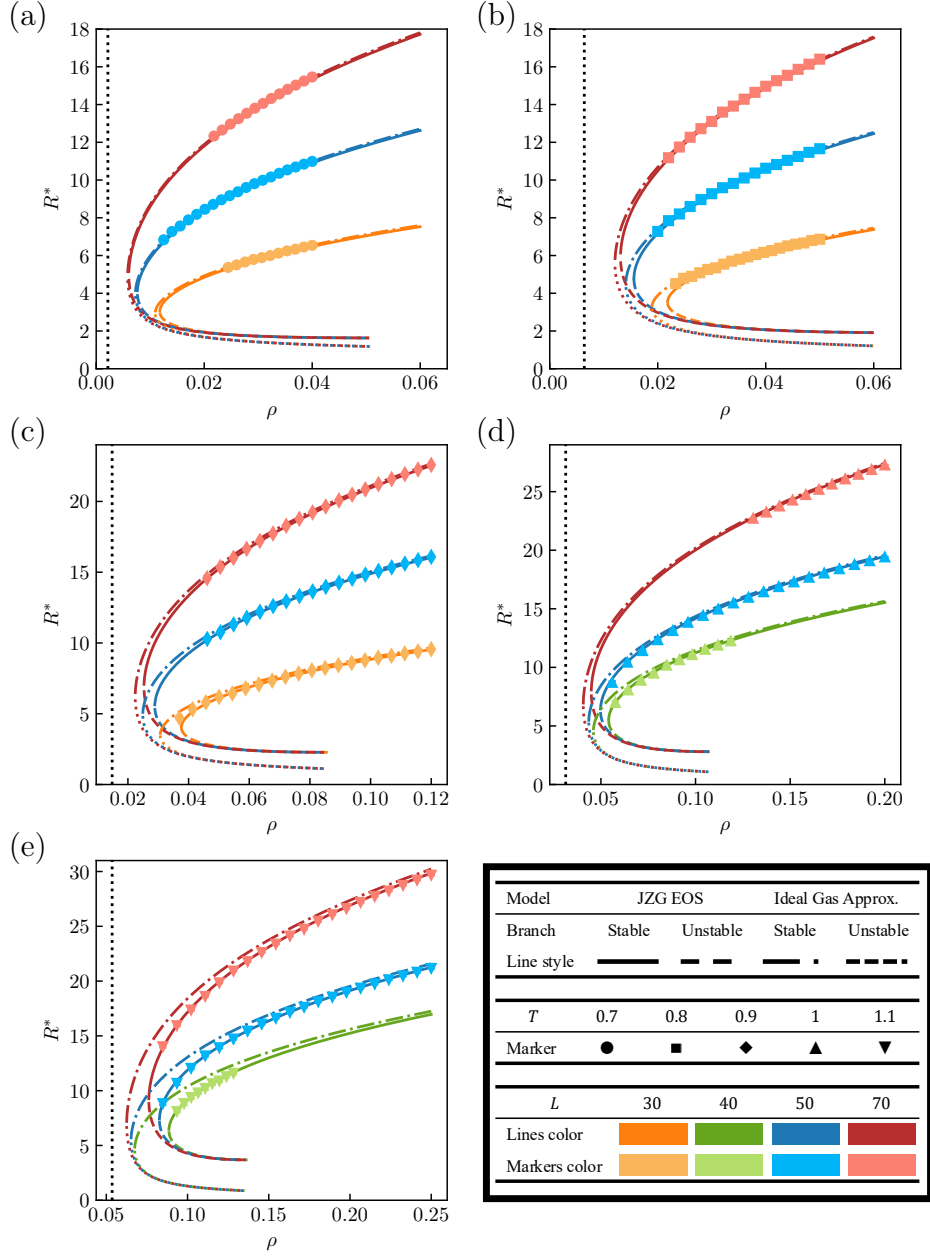 (a)
18
16
14
12
10
8
6
4
2
0
R*
0.00
0.02
0.04
0.06
ρ
(b)
18
16
14
12
10
8
6
4
2
0
R*
0.00
0.02
0.04
0.06
ρ
(c)
20
15
10
5
0
R*
0.02
0.04
0.06
0.08
0.10
0.12
ρ
(d)
25
20
15
10
5
0
R*
0.05
0.10
0.15
0.20
ρ
(e)
30
25
20
15
10
5
0
R*
0.05
0.10
0.15
0.20
0.25
ρ
Model JZG EOS Ideal Gas Approx.
Branch Stable Unstable Stable Unstable
Line style
T 0.7 0.8 0.9 1 1.1
Marker
L 30 40 50 70
Lines color
Markers color